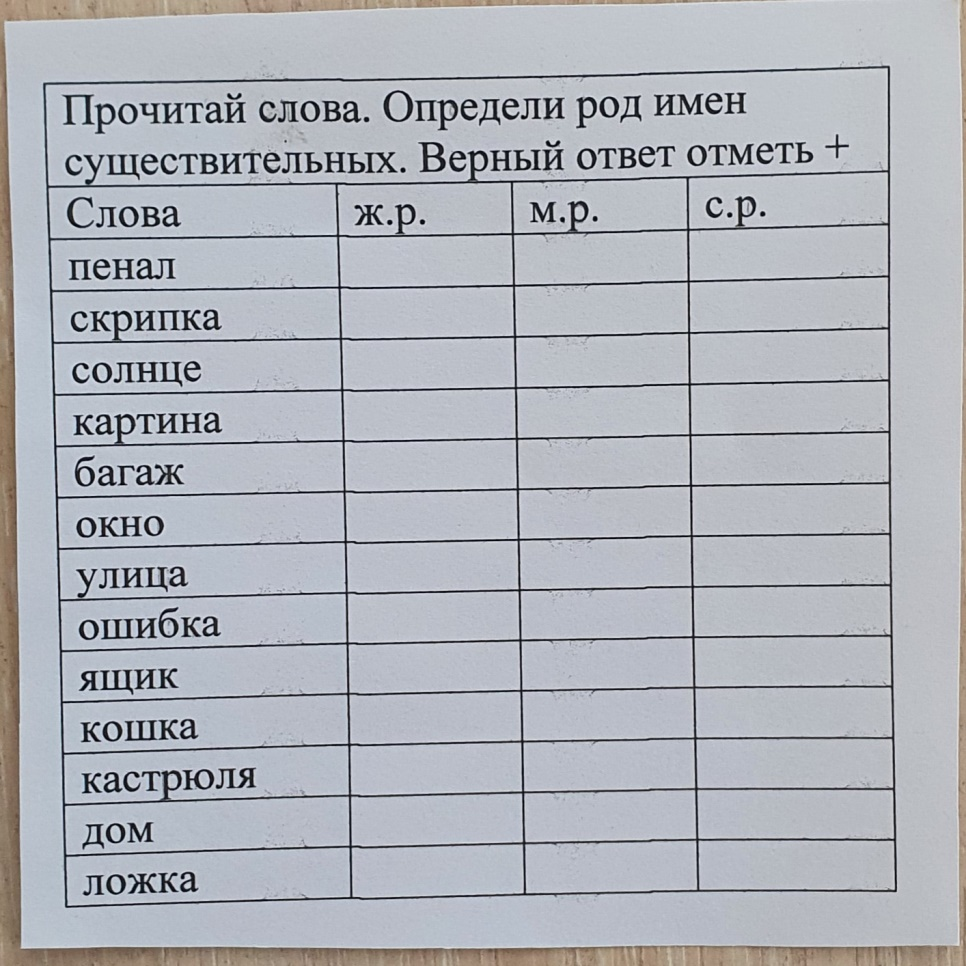 Прочитай слова. Определи род имен
существительных. Верный ответ отметь +
Слова ж.р. м.р. с.р.
пенал
скрипка
солнце
картина
багаж
окно
улица
ошибка
ящик
кошка
кастрюля
дом
ложка